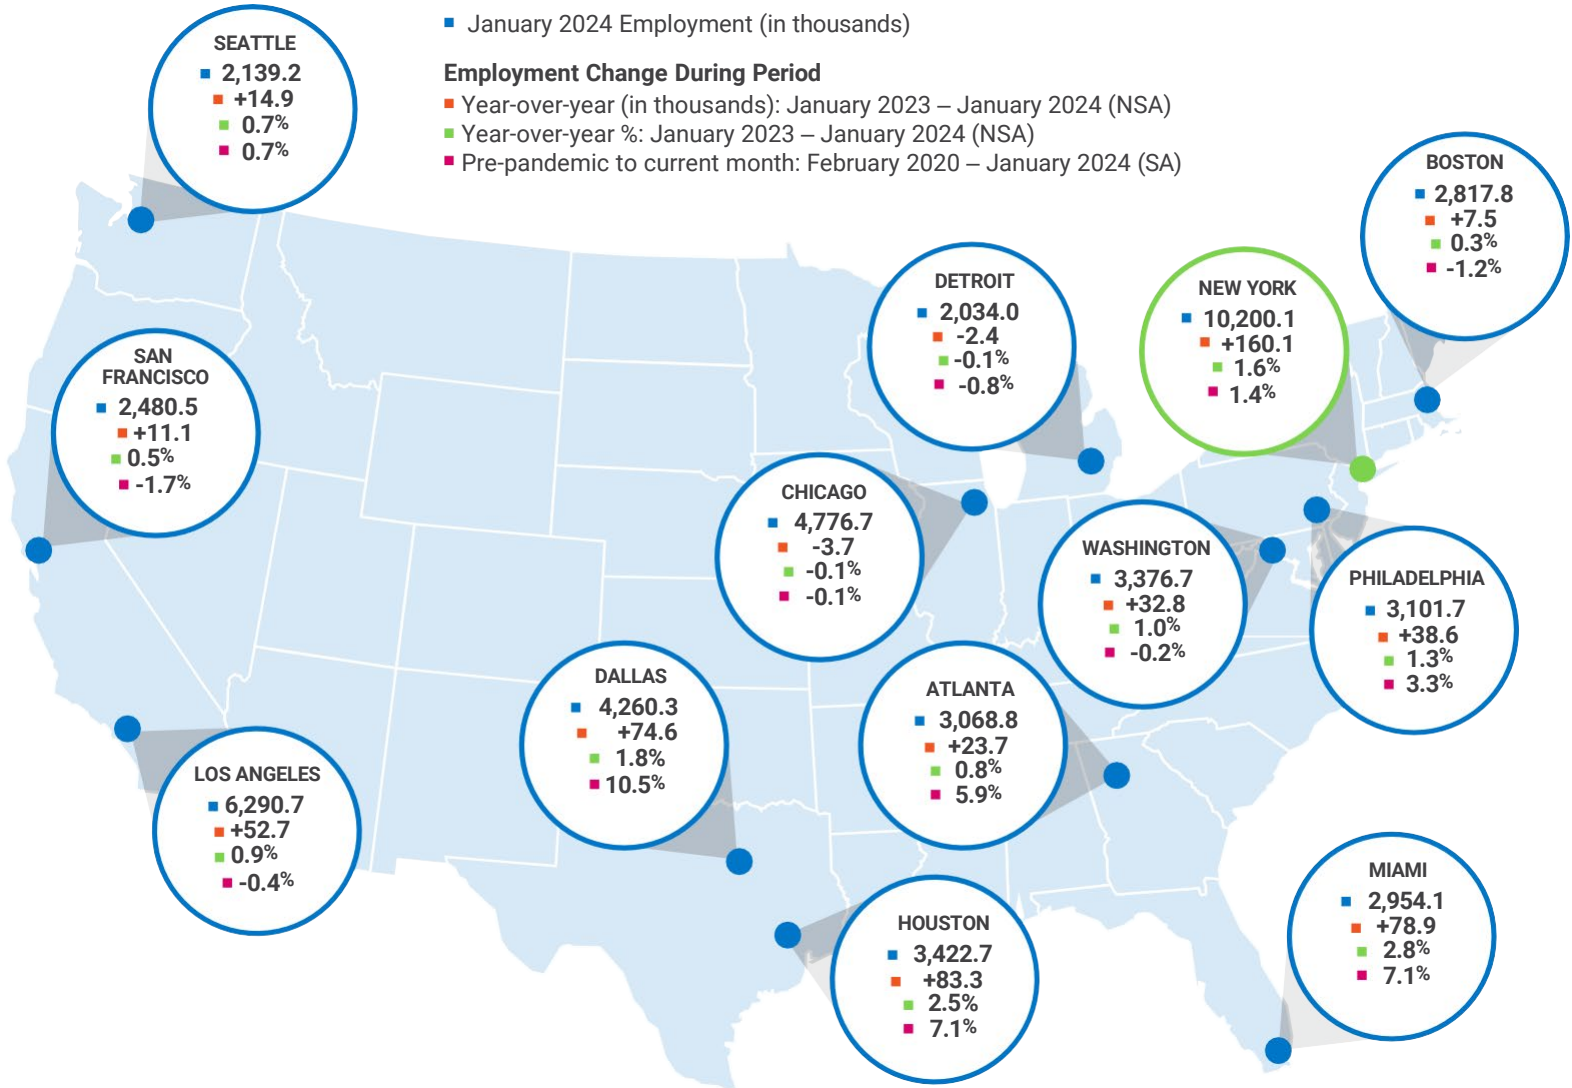 January 2024 Employment (in thousands)
Employment Change During Period
Year-over-year (in thousands): January 2023 – January 2024 (NSA)
Year-over-year %: January 2023 – January 2024 (NSA)
Pre-pandemic to current month: February 2020 – January 2024 (SA)
SEATTLE
2,139.2
+14.9
0.7%
0.7%
BOSTON
2,817.8
+7.5
0.3%
-1.2%
DETROIT
2,034.0
-2.4
-0.1%
-0.8%
NEW YORK
10,200.1
+160.1
1.6%
1.4%
SAN
FRANCISCO
2,480.5
+11.1
0.5%
-1.7%
CHICAGO
4,776.7
-3.7
-0.1%
-0.1%
WASHINGTON
3,376.7
+32.8
1.0%
-0.2%
PHILADELPHIA
3,101.7
+38.6
1.3%
3.3%
DALLAS
4,260.3
+74.6
1.8%
10.5%
ATLANTA
3,068.8
+23.7
0.8%
5.9%
LOS ANGELES
6,290.7
+52.7
0.9%
-0.4%
HOUSTON
3,422.7
+83.3
2.5%
7.1%
MIAMI
2,954.1
+78.9
2.8%
7.1%